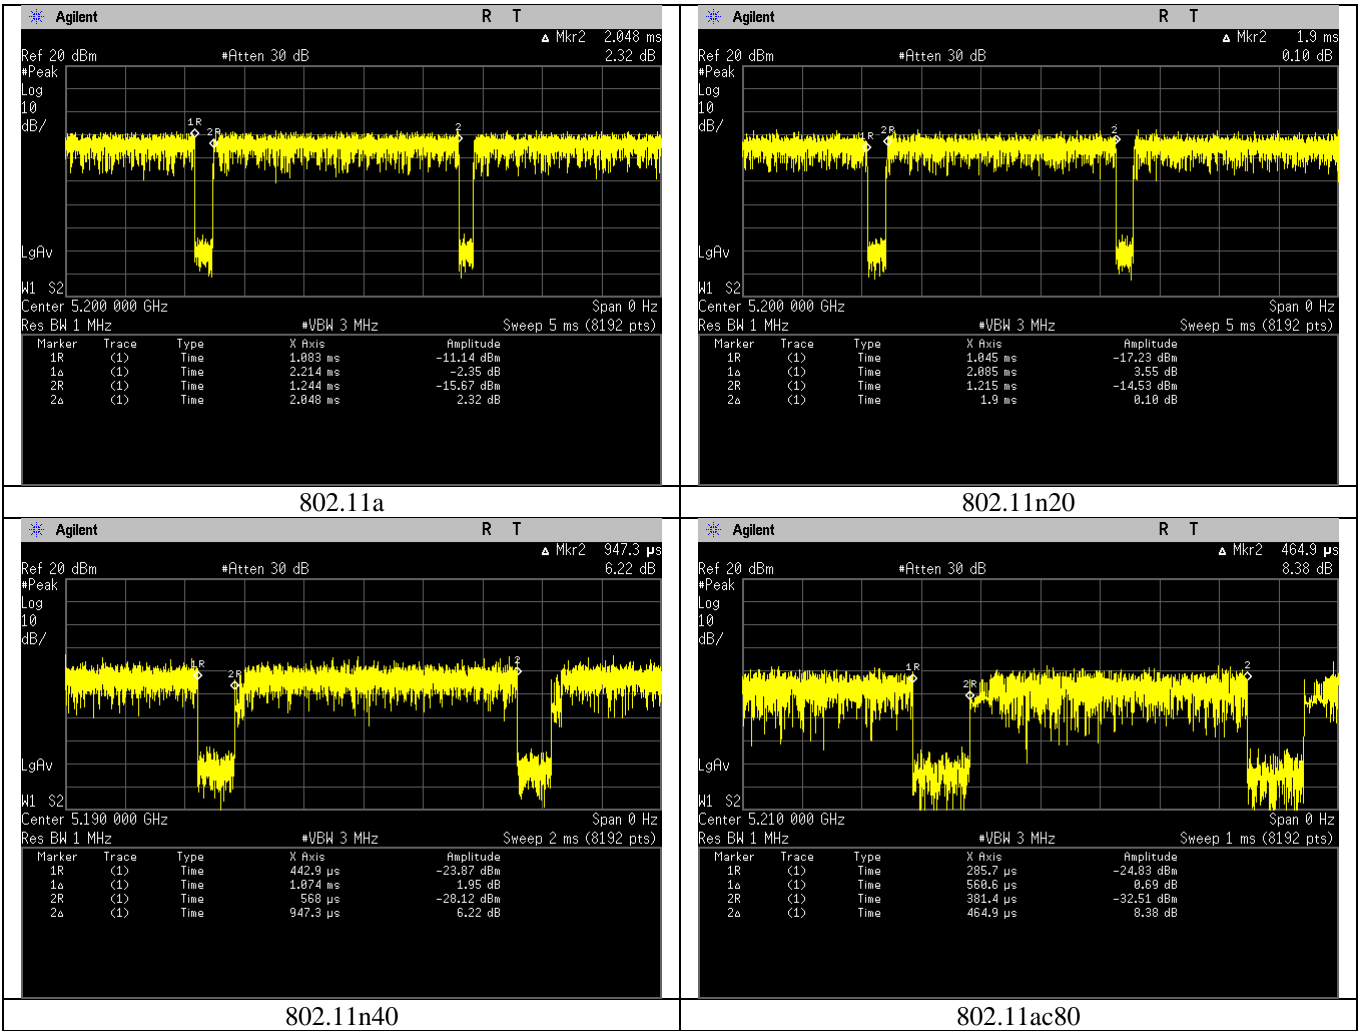 Agilent R T
Δ Mkr2 2.048 ms
Ref 20 dBm #Atten 30 dB 2.32 dB
#Peak
Log
10
dB/
1R
2R
2
LgAv
W1 S2
Center 5.200 000 GHz Span 0 Hz
Res BW 1 MHz #VBW 3 MHz Sweep 5 ms (8192 pts)
Marker Trace Type X Axis Amplitude
1R (1) Time 1.083 ms -11.14 dBm
1Δ (1) Time 2.214 ms -2.35 dB
2R (1) Time 1.244 ms -15.67 dBm
2Δ (1) Time 2.048 ms 2.32 dB
802.11a
Agilent R T
Δ Mkr2 1.9 ms
Ref 20 dBm #Atten 30 dB 0.10 dB
#Peak
Log
10
dB/
1R
2R
2
LgAv
W1 S2
Center 5.200 000 GHz Span 0 Hz
Res BW 1 MHz #VBW 3 MHz Sweep 5 ms (8192 pts)
Marker Trace Type X Axis Amplitude
1R (1) Time 1.045 ms -17.23 dBm
1Δ (1) Time 2.085 ms 3.55 dB
2R (1) Time 1.215 ms -14.53 dBm
2Δ (1) Time 1.9 ms 0.10 dB
802.11n20
Agilent R T
Δ Mkr2 947.3 µs
Ref 20 dBm #Atten 30 dB 6.22 dB
#Peak
Log
10
dB/
1R
2R
2
LgAv
W1 S2
Center 5.190 000 GHz Span 0 Hz
Res BW 1 MHz #VBW 3 MHz Sweep 2 ms (8192 pts)
Marker Trace Type X Axis Amplitude
1R (1) Time 442.9 µs -23.87 dBm
1Δ (1) Time 1.074 ms 1.95 dB
2R (1) Time 568 µs -28.12 dBm
2Δ (1) Time 947.3 µs 6.22 dB
802.11n40
Agilent R T
Δ Mkr2 464.9 µs
Ref 20 dBm #Atten 30 dB 8.38 dB
#Peak
Log
10
dB/
1R
2R
2
LgAv
W1 S2
Center 5.210 000 GHz Span 0 Hz
Res BW 1 MHz #VBW 3 MHz Sweep 1 ms (8192 pts)
Marker Trace Type X Axis Amplitude
1R (1) Time 285.7 µs -24.83 dBm
1Δ (1) Time 560.6 µs 0.69 dB
2R (1) Time 381.4 µs -32.51 dBm
2Δ (1) Time 464.9 µs 8.38 dB
802.11ac80